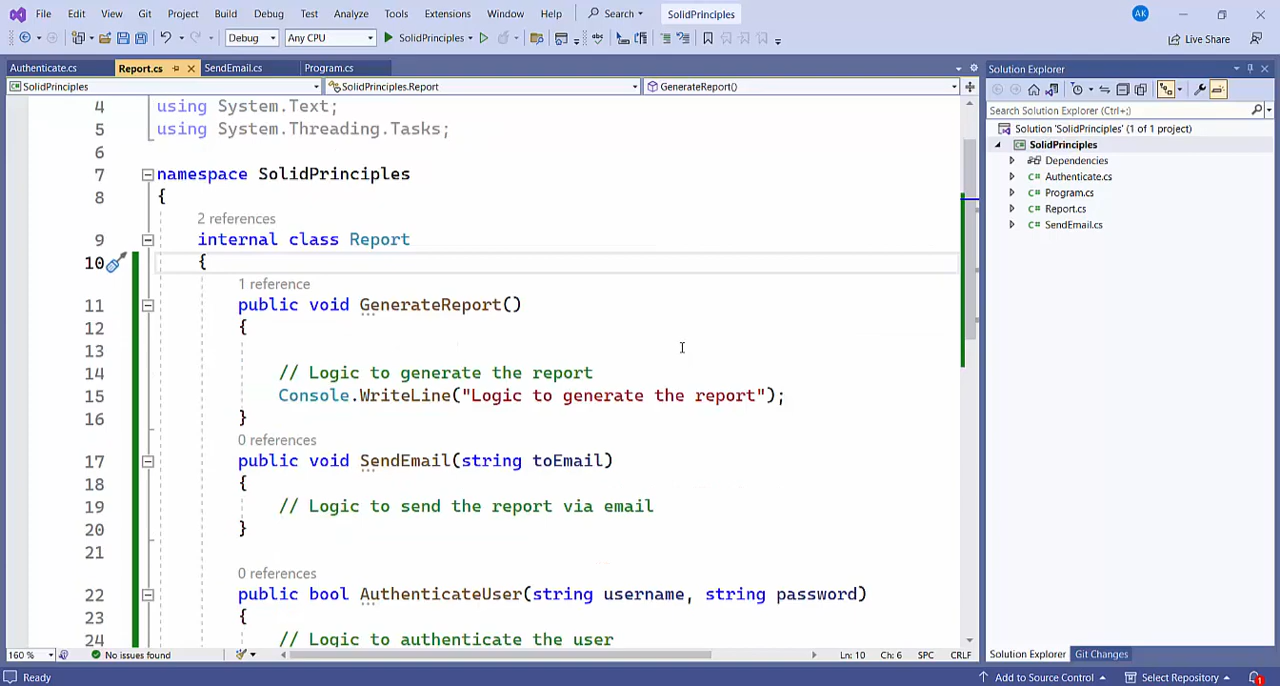 File Edit View Git Project Build Debug Test Analyze Tools Extensions Window Help Search SolidPrinciples AK
Debug Any CPU SolidPrinciples Live Share
Authenticate.cs Report.cs SendEmail.cs Program.cs
SolidPrinciples SolidPrinciples.Report GenerateReport()
4 using System.Text;
5 using System.Threading.Tasks;
6
7 namespace SolidPrinciples
8 {
2 references
9 internal class Report
10 {
1 reference
11 public void GenerateReport()
12 {
13
14 // Logic to generate the report
15 Console.WriteLine("Logic to generate the report");
16 }
0 references
17 public void SendEmail(string toEmail)
18 {
19 // Logic to send the report via email
20 }
21
0 references
22 public bool AuthenticateUser(string username, string password)
23 {
24 // Logic to authenticate the user
160 % No issues found Ln: 10 Ch: 6 SPC CRLF
Solution Explorer
Search Solution Explorer (Ctrl+;)
Solution 'SolidPrinciples' (1 of 1 project)
SolidPrinciples
Dependencies
C# Authenticate.cs
C# Program.cs
C# Report.cs
C# SendEmail.cs
Solution Explorer Git Changes
Ready Add to Source Control Select Repository 1